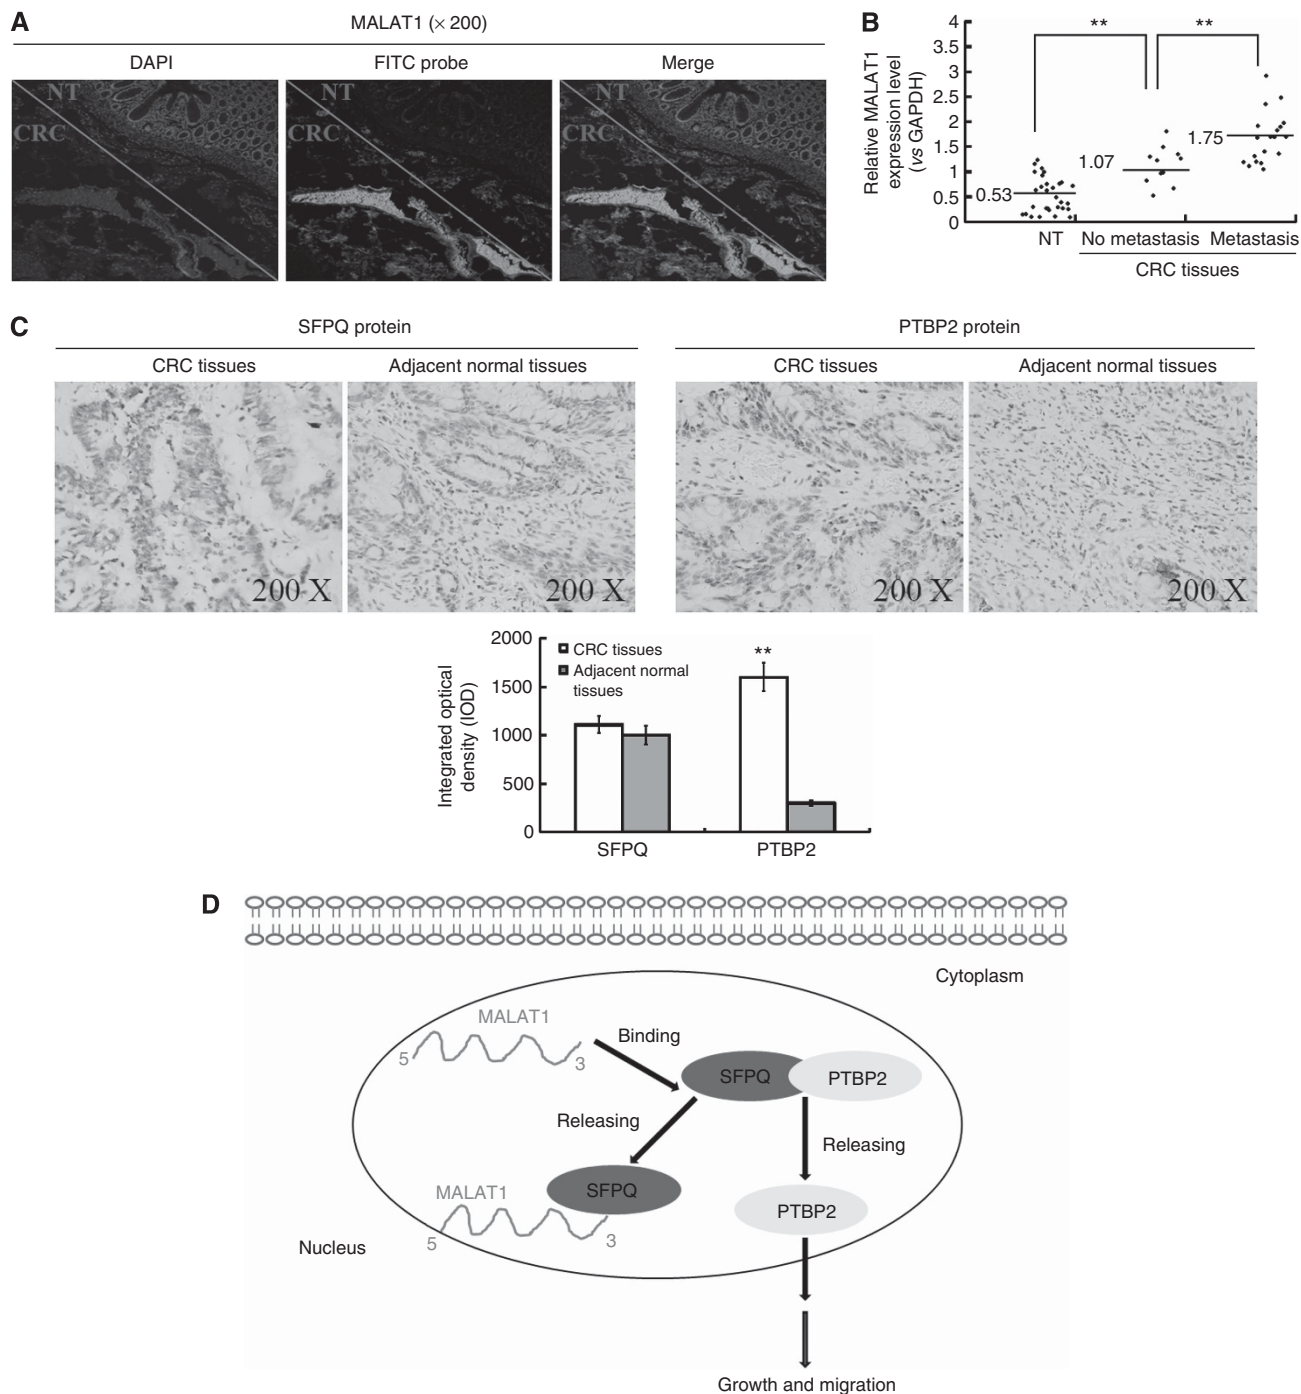 A
MALAT1 (× 200)
DAPI
FITC probe
Merge
NT
CRC
NT
CRC
NT
CRC
B
Relative MALAT1
expression level
(vs GAPDH)
4
3.5
3
2.5
2
1.5
1
0.5
0
**
**
0.53
1.07
1.75
NT
No metastasis
Metastasis
CRC tissues
C
SFPQ protein
PTBP2 protein
CRC tissues
Adjacent normal tissues
CRC tissues
Adjacent normal tissues
200 X
200 X
200 X
200 X
Integrated optical
density (IOD)
2000
1500
1000
500
0
CRC tissues
Adjacent normal
tissues
**
SFPQ
PTBP2
D
Cytoplasm
MALAT1
5
3
Binding
SFPQ
PTBP2
Releasing
Releasing
MALAT1
SFPQ
5
3
PTBP2
Nucleus
Growth and migration